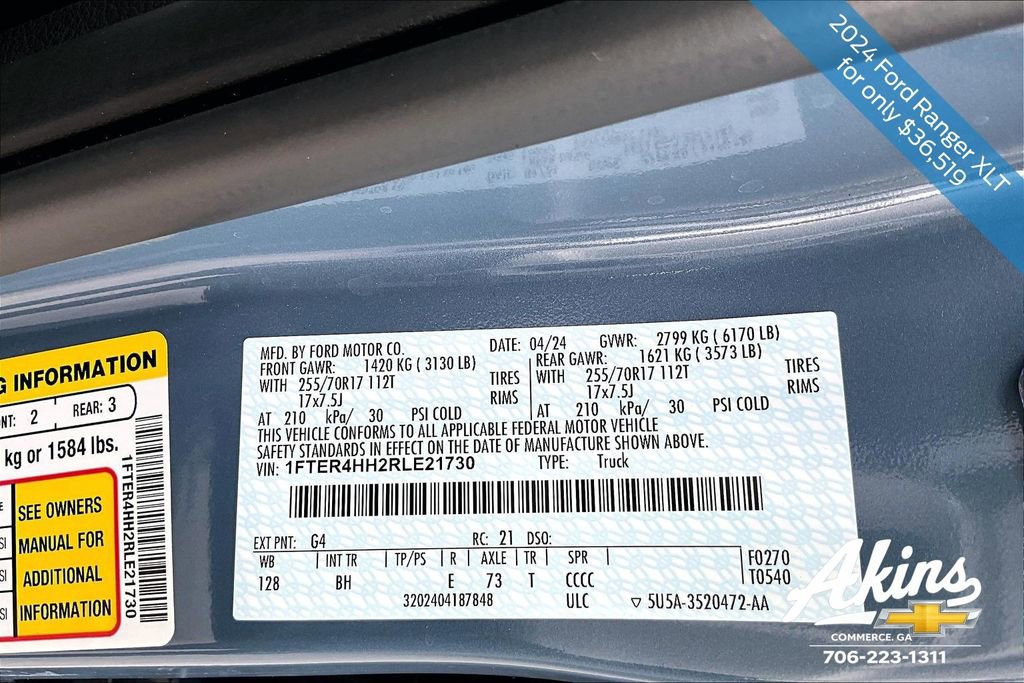 2024 Ford Ranger XLT
for only $36,519
G INFORMATION
NT: 2 REAR: 3
kg or 1584 lbs.
SEE OWNERS
MANUAL FOR
ADDITIONAL
INFORMATION
1FTER4HH2RLE21730
MFD. BY FORD MOTOR CO. DATE: 04/24 GVWR: 2799 KG ( 6170 LB)
FRONT GAWR: 1420 KG ( 3130 LB) REAR GAWR: 1621 KG ( 3573 LB)
WITH 255/70R17 112T TIRES WITH 255/70R17 112T TIRES
17x7.5J RIMS 17x7.5J RIMS
AT 210 kPa/ 30 PSI COLD AT 210 kPa/ 30 PSI COLD
THIS VEHICLE CONFORMS TO ALL APPLICABLE FEDERAL MOTOR VEHICLE
SAFETY STANDARDS IN EFFECT ON THE DATE OF MANUFACTURE SHOWN ABOVE.
VIN: 1FTER4HH2RLE21730 TYPE: Truck
EXT PNT: G4 RC: 21 DSO:
WB INT TR TP/PS R AXLE TR SPR F0270
128 BH E 73 T CCCC T0540
3202404187848 ULC ▽ 5U5A-3520472-AA
Akins
COMMERCE, GA
706-223-1311